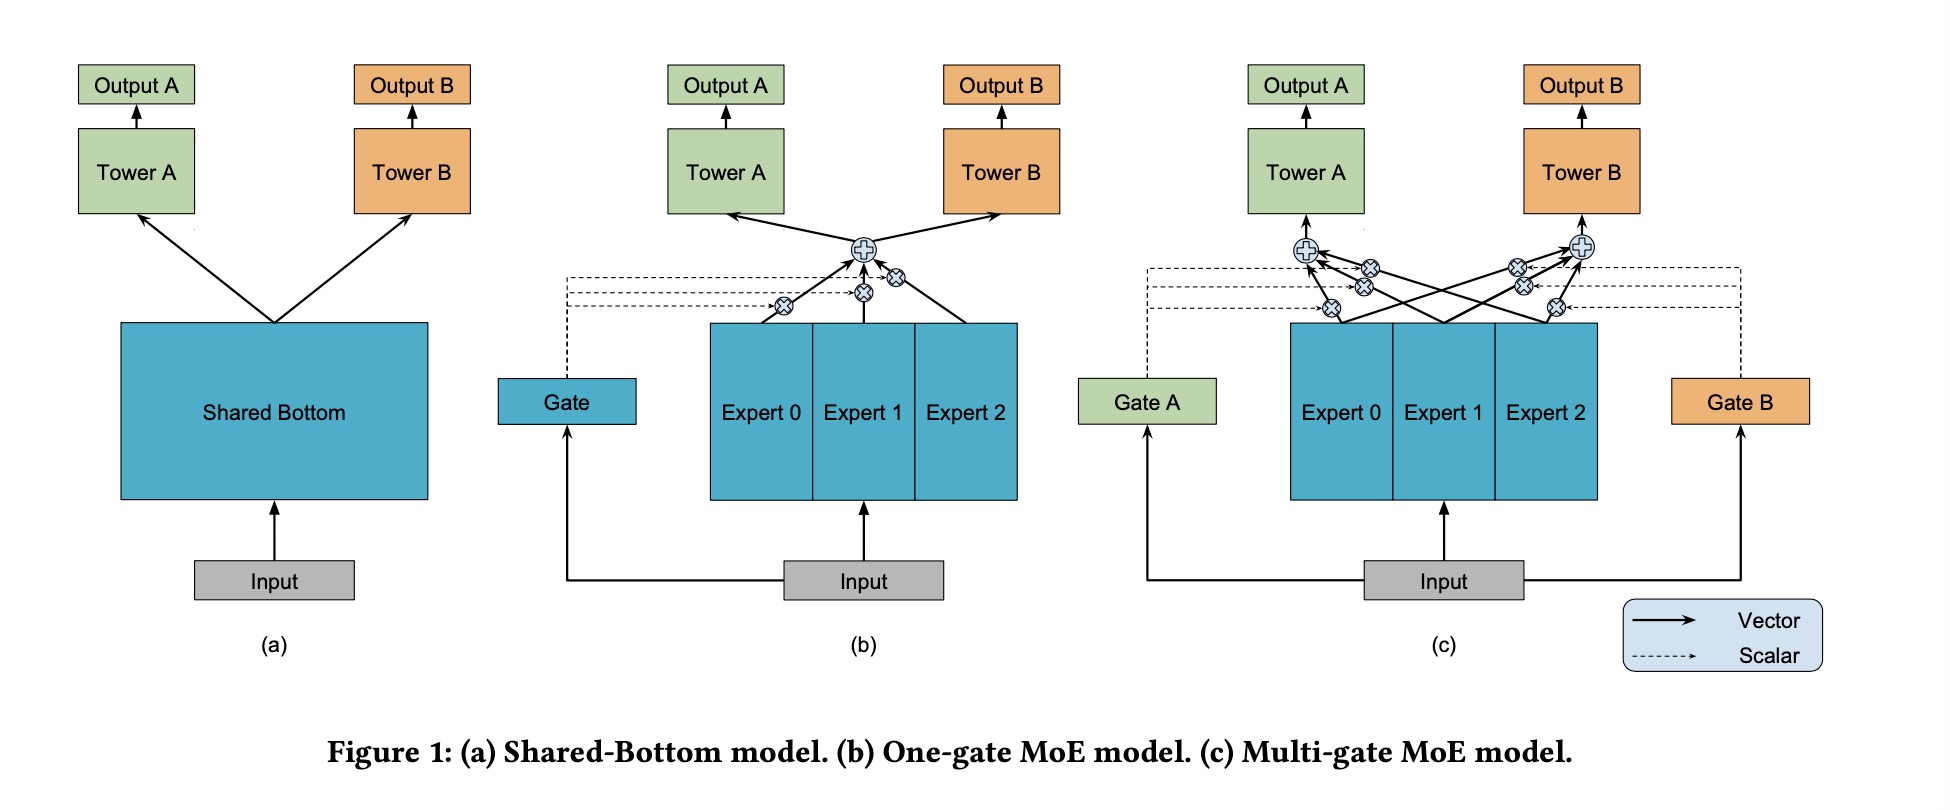 Output A
Output B
Tower A
Tower B
Shared Bottom
Input
(a)
Output A
Output B
Tower A
Tower B
Gate
Expert 0
Expert 1
Expert 2
Input
(b)
Output A
Output B
Tower A
Tower B
Gate A
Expert 0
Expert 1
Expert 2
Gate B
Input
(c)
Vector
Scalar
Figure 1: (a) Shared-Bottom model. (b) One-gate MoE model. (c) Multi-gate MoE model.